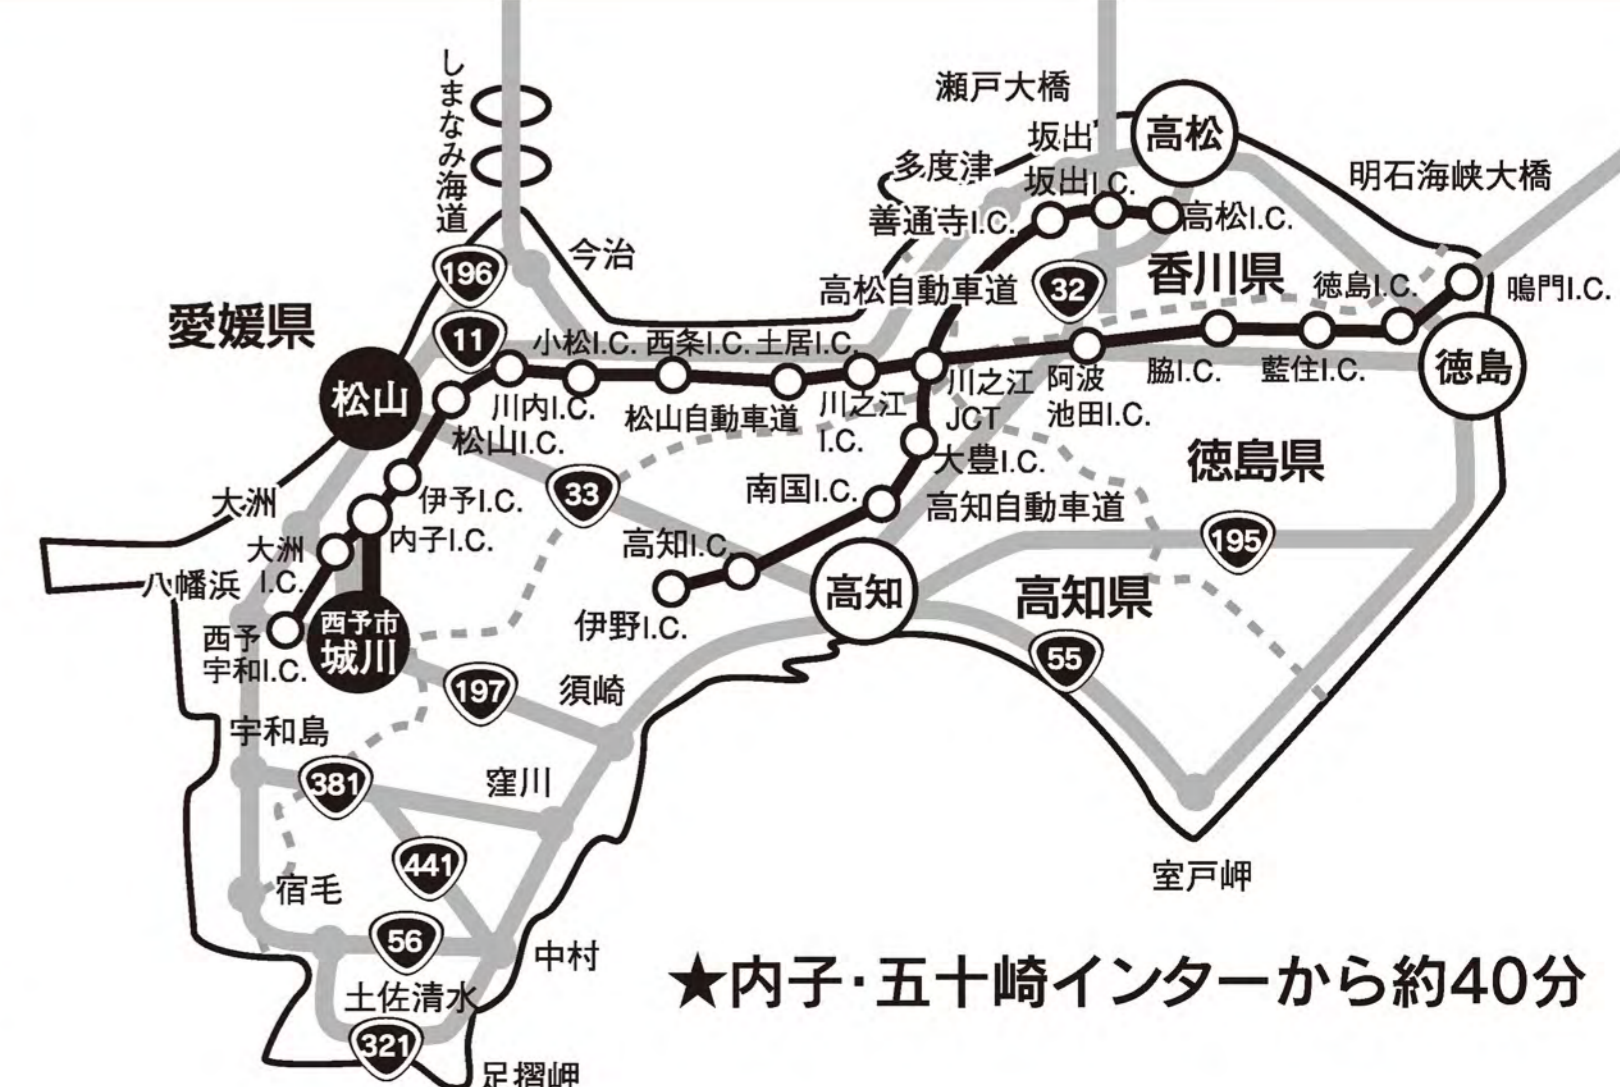 しまなみ海道
瀬戸大橋
高松
坂出
多度津
坂出I.C.
明石海峡大橋
善通寺I.C.
高松I.C.
196
今治
高松自動車道
32
香川県
徳島I.C.
鳴門I.C.
愛媛県
11
小松I.C.
西条I.C.
土居I.C.
松山
川内I.C.
松山自動車道
川之江
I.C.
川之江
JCT
阿波
池田I.C.
脇I.C.
藍住I.C.
徳島
松山I.C.
大豊I.C.
徳島県
大洲
伊予I.C.
33
南国I.C.
高知自動車道
大洲
I.C.
内子I.C.
高知I.C.
195
八幡浜
高知
高知県
西予
宇和I.C.
西予市
城川
伊野I.C.
55
197
須崎
宇和島
381
窪川
441
宿毛
室戸岬
56
中村
★内子・五十崎インターから約40分
土佐清水
321
足摺岬